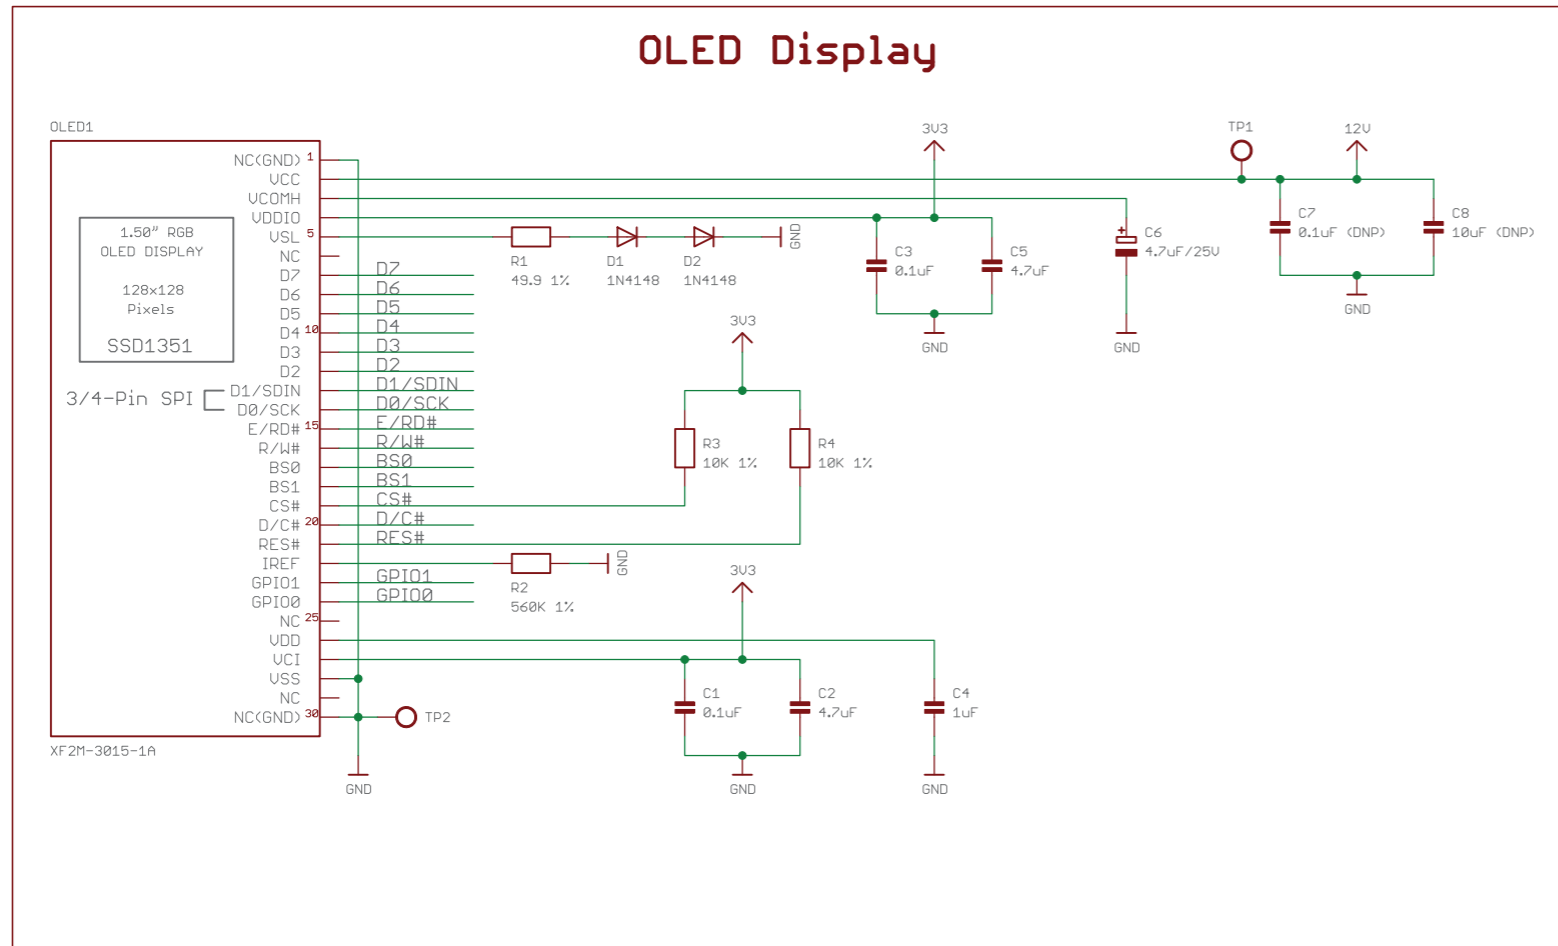 OLED Display
OLED1
NC(GND) 1
VCC
VCOMH
VDDIO
VSL 5
NC
D7
D6
D5
D4 10
D3
D2
D1/SDIN
D0/SCK
E/RD# 15
R/W#
BS0
BS1
CS#
D/C# 20
RES#
IREF
GPIO1
GPIO0
NC 25
VDD
VCI
VSS
NC
NC(GND) 30
1.50" RGB
OLED DISPLAY
128x128
Pixels
SSD1351
3/4-Pin SPI
XF2M-3015-1A
D7
D6
D5
D4
D3
D2
D1/SDIN
D0/SCK
E/RD#
R/W#
BS0
BS1
CS#
D/C#
RES#
GPIO1
GPIO0
TP2
GND
R1
49.9 1%
D1
1N4148
D2
1N4148
GND
3V3
C3
0.1uF
C5
4.7uF
GND
C6
4.7uF/25V
GND
TP1
12V
C7
0.1uF (DNP)
C8
10uF (DNP)
GND
3V3
R3
10K 1%
R4
10K 1%
R2
560K 1%
GND
3V3
C1
0.1uF
C2
4.7uF
GND
C4
1uF
GND